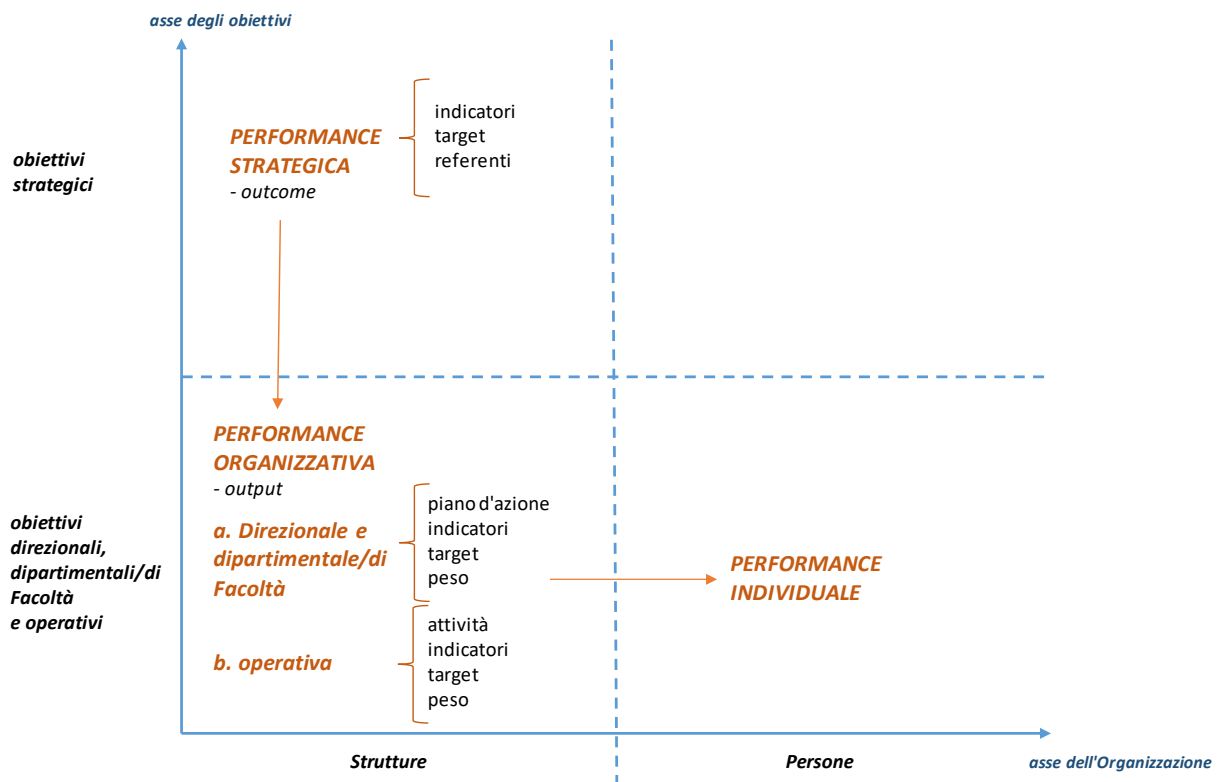 asse degli obiettivi
obiettivi
strategici
PERFORMANCE
STRATEGICA
- outcome
indicatori
target
referenti
PERFORMANCE
ORGANIZZATIVA
- output
obiettivi
direzionali,
dipartimentali/di
Facoltà
e operativi
a. Direzionale e
dipartimentale/di
Facoltà
piano d'azione
indicatori
target
peso
b. operativa
attività
indicatori
target
peso
PERFORMANCE
INDIVIDUALE
Strutture
Persone
asse dell'Organizzazione